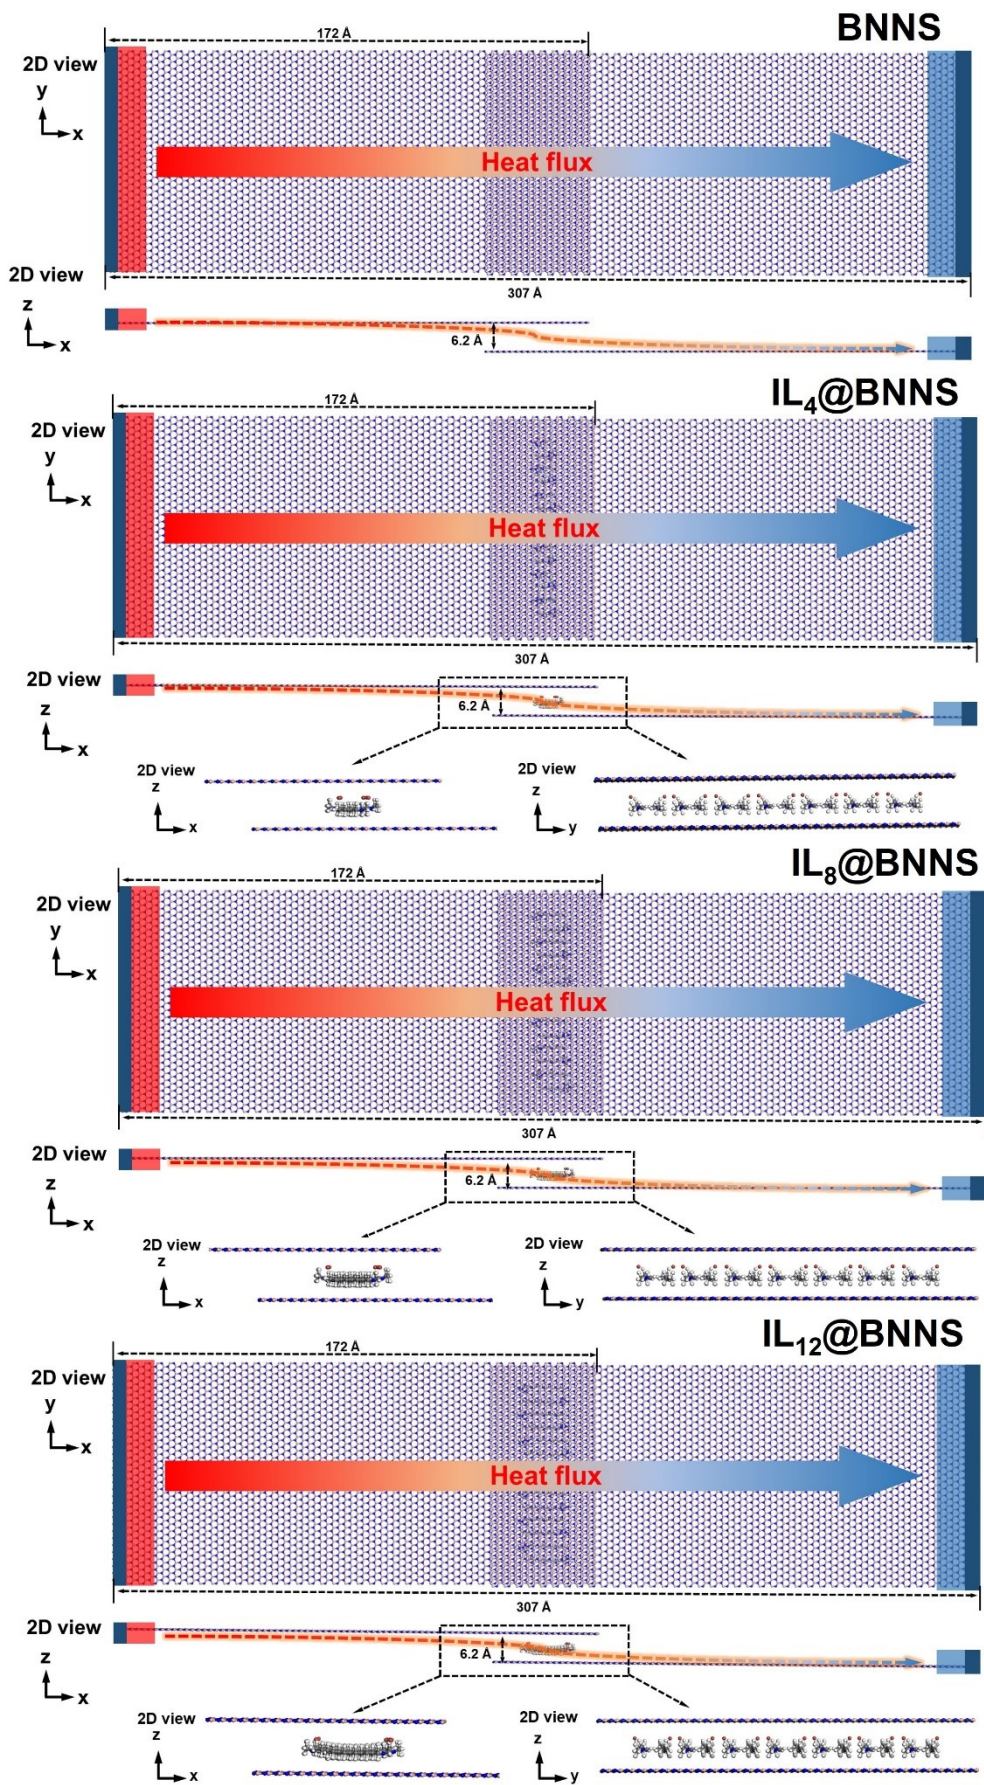 BNNS
172 Å
2D view
y
x
Heat flux
307 Å
2D view
z
x
6.2 Å
IL4@BNNS
172 Å
2D view
y
x
Heat flux
307 Å
2D view
z
x
6.2 Å
2D view
z
x
2D view
z
y
IL8@BNNS
172 Å
2D view
y
x
Heat flux
307 Å
2D view
z
x
6.2 Å
2D view
z
x
2D view
z
y
IL12@BNNS
172 Å
2D view
y
x
Heat flux
307 Å
2D view
z
x
6.2 Å
2D view
z
x
2D view
z
y